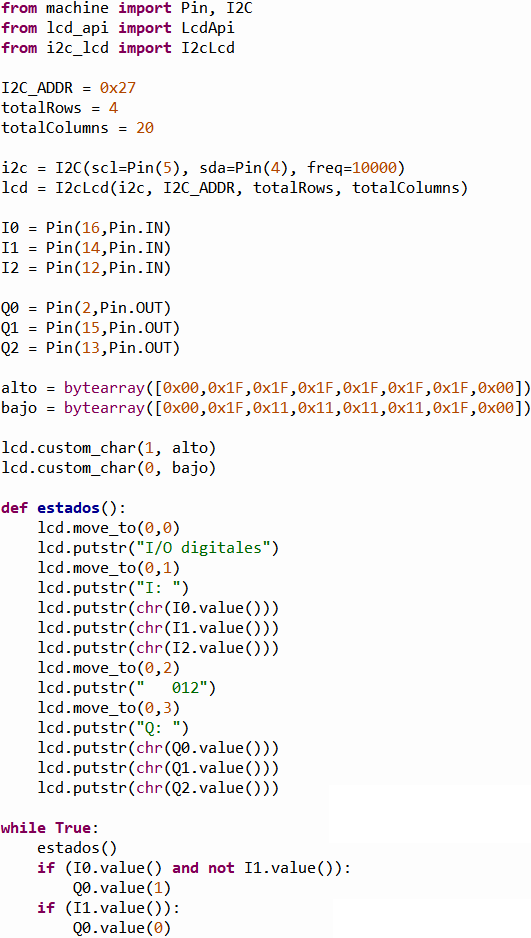 from machine import Pin, I2C
from lcd_api import LcdApi
from i2c_lcd import I2cLcd

I2C_ADDR = 0x27
totalRows = 4
totalColumns = 20

i2c = I2C(scl=Pin(5), sda=Pin(4), freq=10000)
lcd = I2cLcd(i2c, I2C_ADDR, totalRows, totalColumns)

I0 = Pin(16,Pin.IN)
I1 = Pin(14,Pin.IN)
I2 = Pin(12,Pin.IN)

Q0 = Pin(2,Pin.OUT)
Q1 = Pin(15,Pin.OUT)
Q2 = Pin(13,Pin.OUT)

alto = bytearray([0x00,0x1F,0x1F,0x1F,0x1F,0x1F,0x1F,0x00])
bajo = bytearray([0x00,0x1F,0x11,0x11,0x11,0x11,0x1F,0x00])

lcd.custom_char(1, alto)
lcd.custom_char(0, bajo)

def estados():
    lcd.move_to(0,0)
    lcd.putstr("I/O digitales")
    lcd.move_to(0,1)
    lcd.putstr("I: ")
    lcd.putstr(chr(I0.value()))
    lcd.putstr(chr(I1.value()))
    lcd.putstr(chr(I2.value()))
    lcd.move_to(0,2)
    lcd.putstr("   012")
    lcd.move_to(0,3)
    lcd.putstr("Q: ")
    lcd.putstr(chr(Q0.value()))
    lcd.putstr(chr(Q1.value()))
    lcd.putstr(chr(Q2.value()))

while True:
    estados()
    if (I0.value() and not I1.value()):
        Q0.value(1)
    if (I1.value()):
        Q0.value(0)